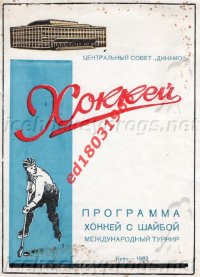 ЦЕНТРАЛЬНЫЙ СОВЕТ „ДИНАМО"
Хоккей
ed180319
ПРОГРАММА
ХОККЕЙ С ШАЙБОЙ
МЕЖДУНАРОДНЫЙ ТУРНИР